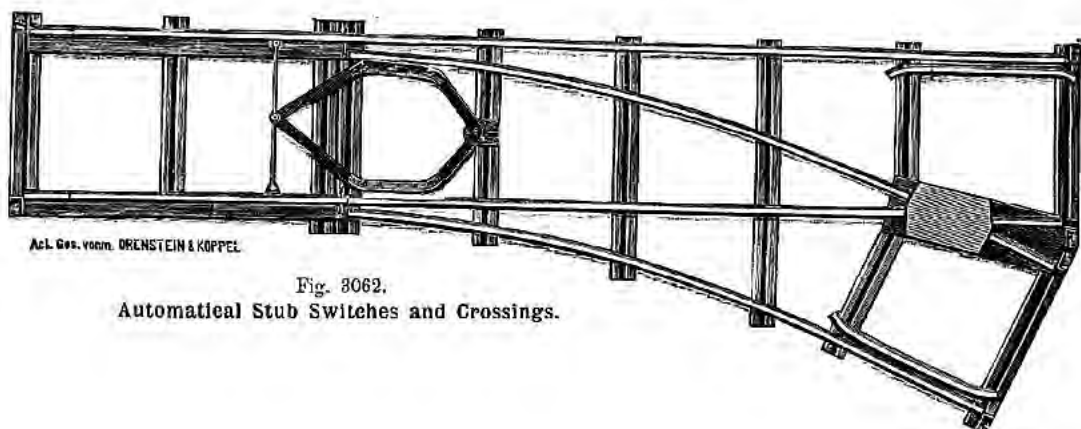 Act. Ges. vorm. ORENSTEIN & KOPPEL
Fig. 3062.
Automatical Stub Switches and Crossings.